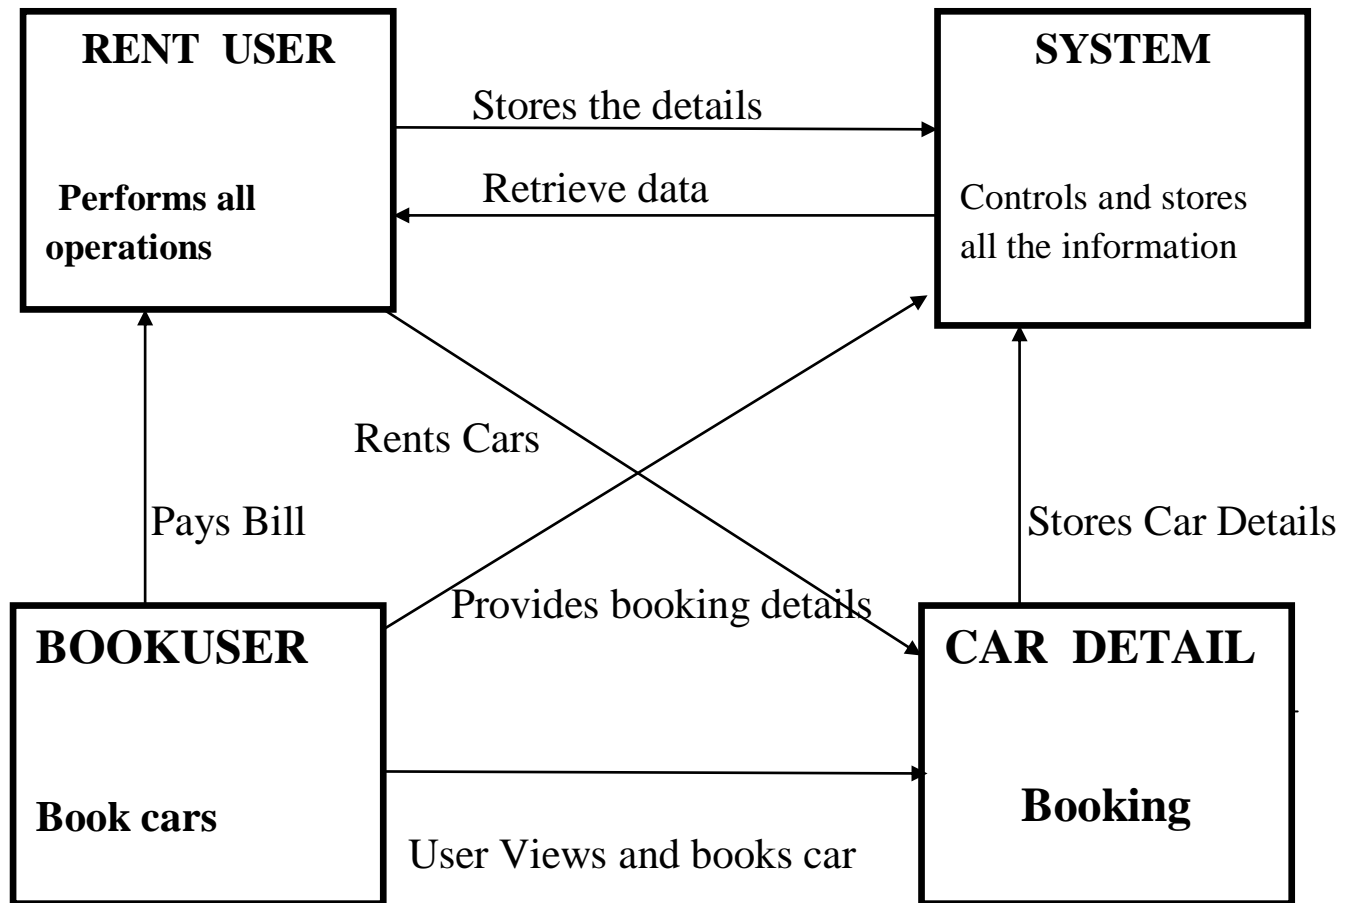 RENT USER
SYSTEM
Stores the details
Retrieve data
Performs all
operations
Controls and stores
all the information
Rents Cars
Pays Bill
Stores Car Details
Provides booking details
BOOKUSER
CAR DETAIL
Book cars
Booking
User Views and books car